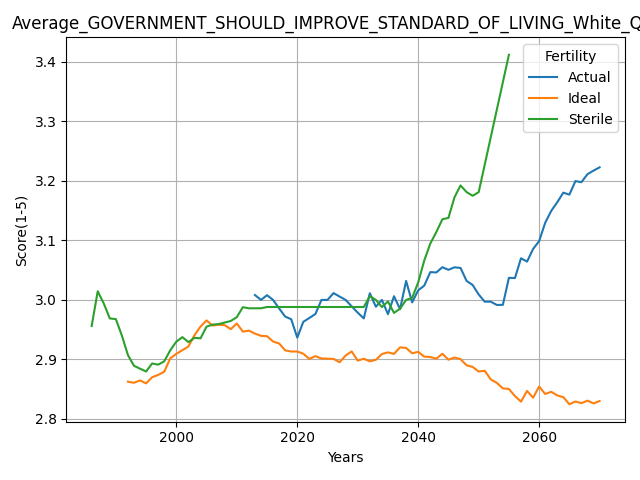 Average_GOVERNMENT_SHOULD_IMPROVE_STANDARD_OF_LIVING_White_Q
Fertility
Actual
Ideal
Sterile
3.4
3.3
3.2
3.1
3.0
2.9
2.8
Score(1-5)
2000 2020 2040 2060
Years